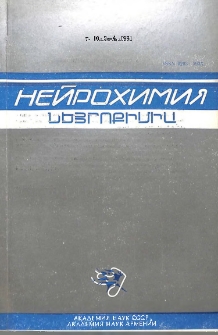 НЕЙРОХИМИЯ
ՆԵՅՐՈՔԻՄԻԱ
АКАДЕМИЯ НАУК СССР
АКАДЕМИЯ НАУК АРМЕНИИ